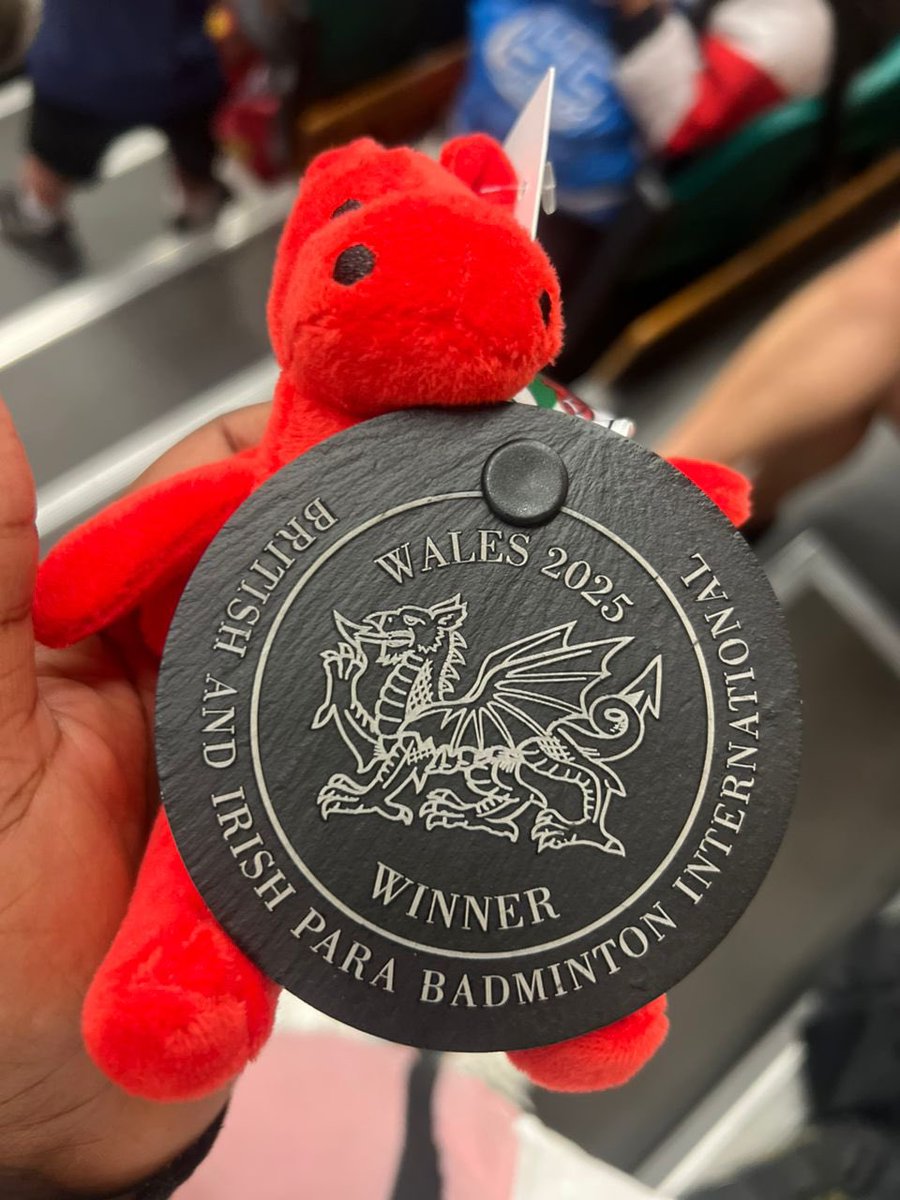 WALES 2025
WINNER
BRITISH AND IRISH PARA BADMINTON INTERNATIONAL